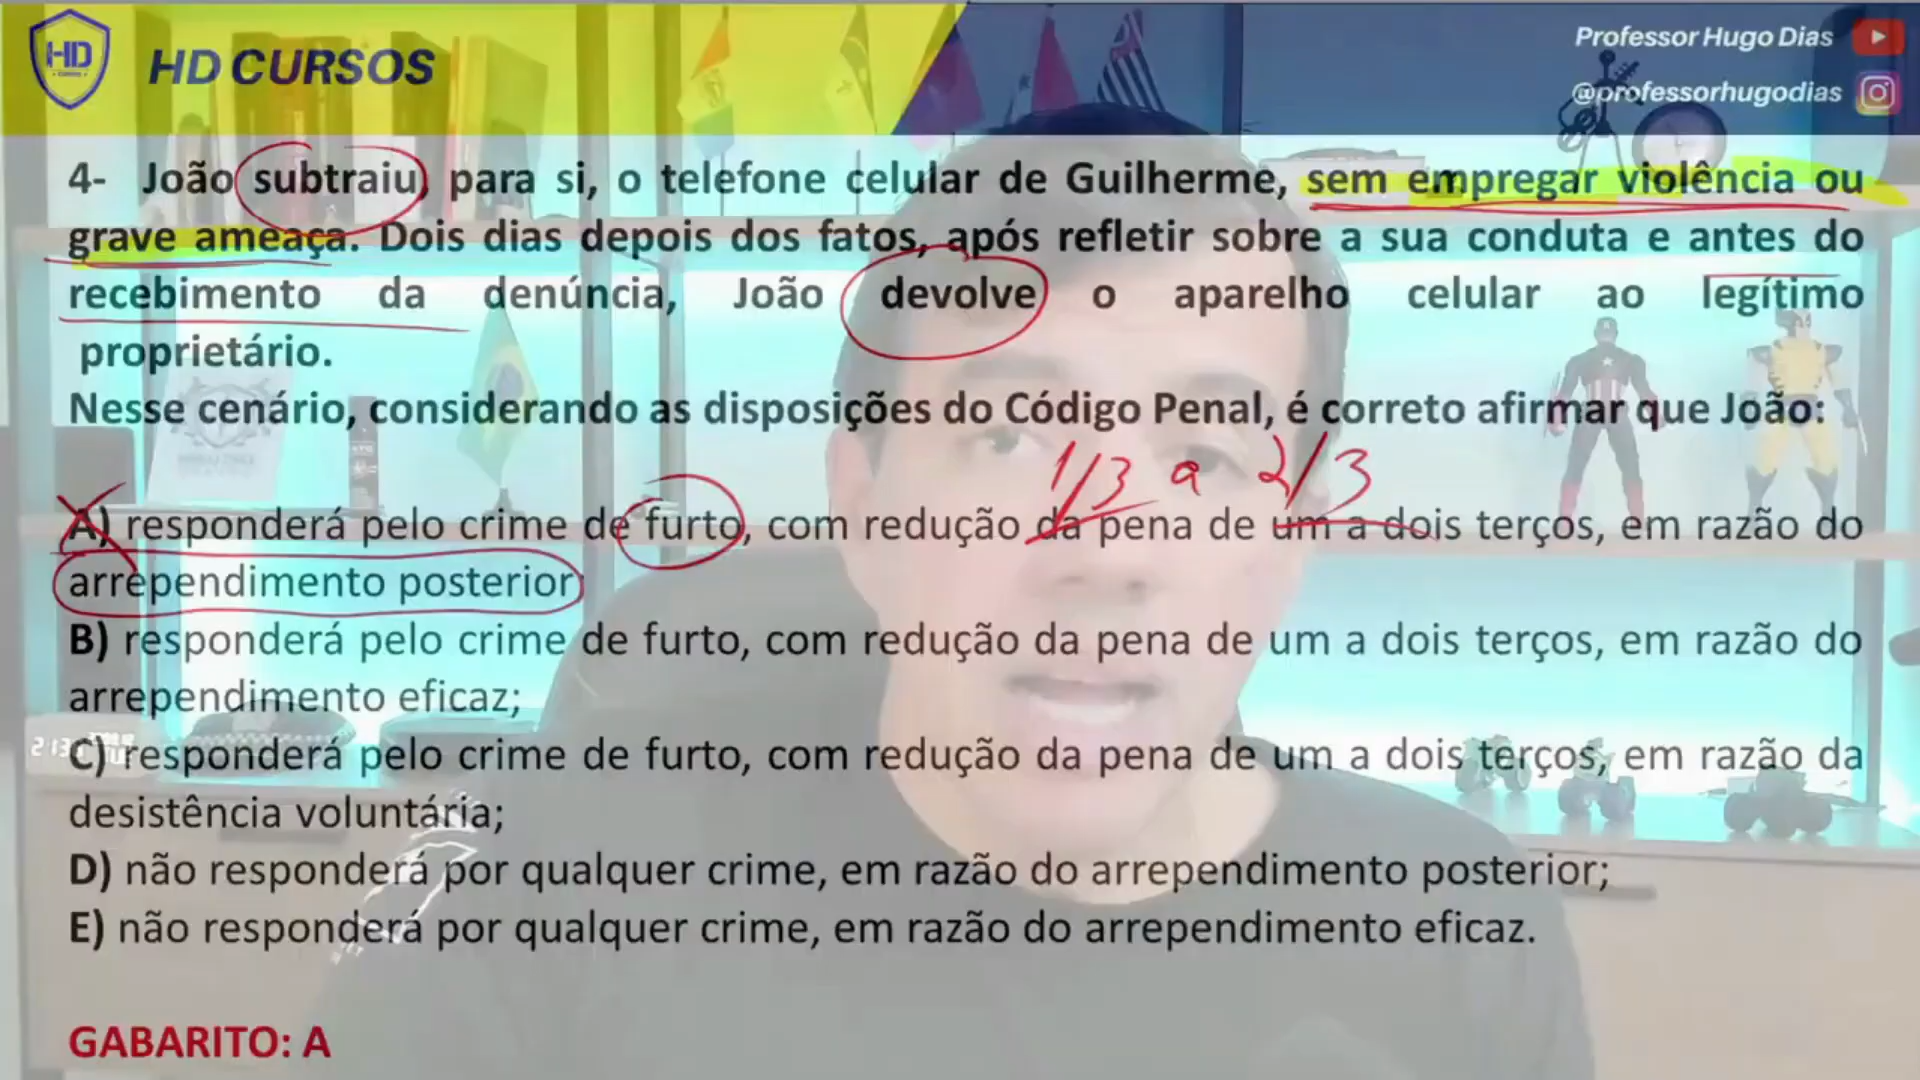 HD
CURSOS
HD CURSOS
Professor Hugo Dias
@professorhugodias
4- João subtraiu, para si, o telefone celular de Guilherme, sem empregar violência ou
grave ameaça. Dois dias depois dos fatos, após refletir sobre a sua conduta e antes do
recebimento da denúncia, João devolve o aparelho celular ao legítimo
proprietário.
Nesse cenário, considerando as disposições do Código Penal, é correto afirmar que João:
1/3 a 2/3
A) responderá pelo crime de furto, com redução da pena de um a dois terços, em razão do
arrependimento posterior
B) responderá pelo crime de furto, com redução da pena de um a dois terços, em razão do
arrependimento eficaz;
C) responderá pelo crime de furto, com redução da pena de um a dois terços, em razão da
desistência voluntária;
D) não responderá por qualquer crime, em razão do arrependimento posterior;
E) não responderá por qualquer crime, em razão do arrependimento eficaz.
GABARITO: A